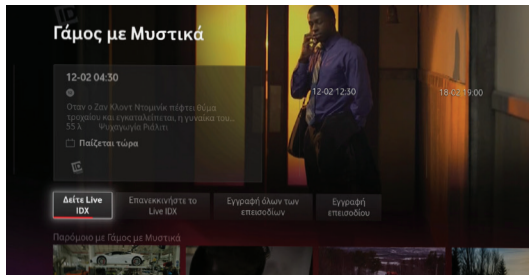 Γάμος με Μυστικά
12-02 04:30
12-02 12:30
18-02 19:00
Όταν ο Ζαν Κλοντ Ντομινίκ πέφτει θύμα
τροχαίου και εγκαταλείπεται, η γυναίκα του...
55 λ. Ψυχαγωγία Ριάλιτι
Παίζεται τώρα
ID
Δείτε Live
IDX
Επανεκκινήστε το
Live IDX
Εγγραφή όλων των
επεισοδίων
Εγγραφή
επεισοδίου
Παρόμοιο με Γάμος με Μυστικά